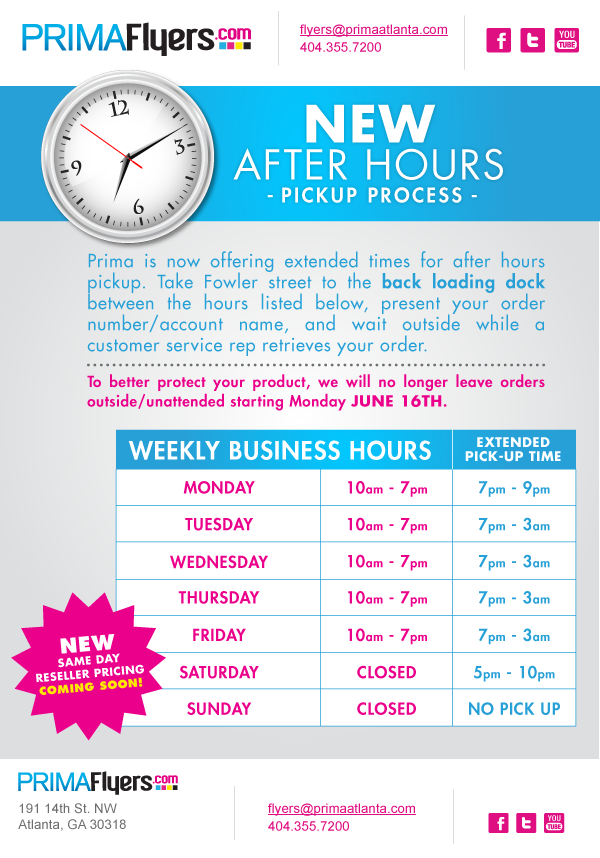 PRIMAFlyers.com
flyers@primaatlanta.com
404.355.7200
f
t
YOU
TUBE
12
3
6
9
NEW
AFTER HOURS
- PICKUP PROCESS -
Prima is now offering extended times for after hours
pickup. Take Fowler street to the back loading dock
between the hours listed below, present your order
number/account name, and wait outside while a
customer service rep retrieves your order.
To better protect your product, we will no longer leave orders
outside/unattended starting Monday JUNE 16TH.
WEEKLY BUSINESS HOURS
EXTENDED
PICK-UP TIME
MONDAY 10am - 7pm 7pm - 9pm
TUESDAY 10am - 7pm 7pm - 3am
WEDNESDAY 10am - 7pm 7pm - 3am
THURSDAY 10am - 7pm 7pm - 3am
FRIDAY 10am - 7pm 7pm - 3am
SATURDAY CLOSED 5pm - 10pm
SUNDAY CLOSED NO PICK UP
NEW
SAME DAY
RESELLER PRICING
COMING SOON!
PRIMAFlyers.com
191 14th St. NW
Atlanta, GA 30318
flyers@primaatlanta.com
404.355.7200
f
t
YOU
TUBE